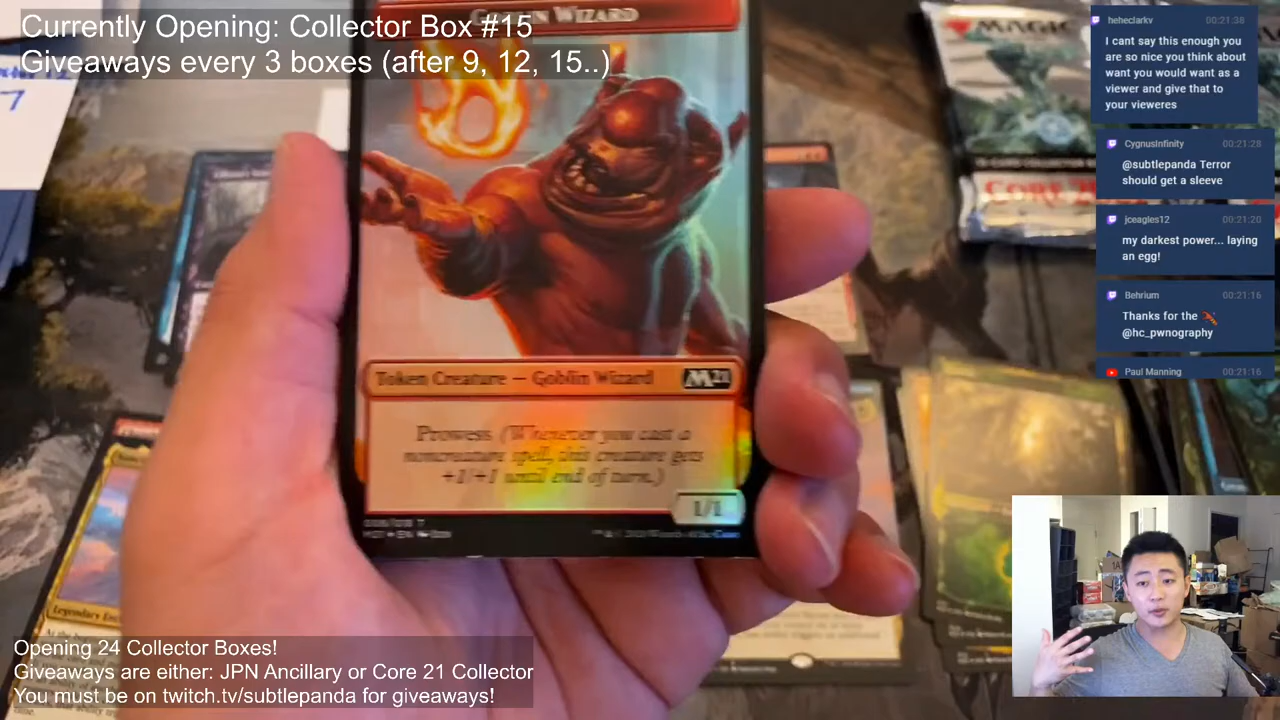 Currently Opening: Collector Box #15
Giveaways every 3 boxes (after 9, 12, 15..)
Goblin Wizard
Token Creature — Goblin Wizard M21
Prowess (Whenever you cast a
noncreature spell, this creature gets
+1/+1 until end of turn.)
1/1
MAGIC
CORE 2
7
Legendary
heheclarkv 00:21:38
I cant say this enough you
are so nice you think about
want you would want as a
viewer and give that to
your vieweres
CygnusInfinity 00:21:28
@subtlepanda Terror
should get a sleeve
jceagles12 00:21:20
my darkest power... laying
an egg!
Behrium 00:21:16
Thanks for the
@hc_pwnography
Paul Manning 00:21:16
Opening 24 Collector Boxes!
Giveaways are either: JPN Ancillary or Core 21 Collector
You must be on twitch.tv/subtlepanda for giveaways!